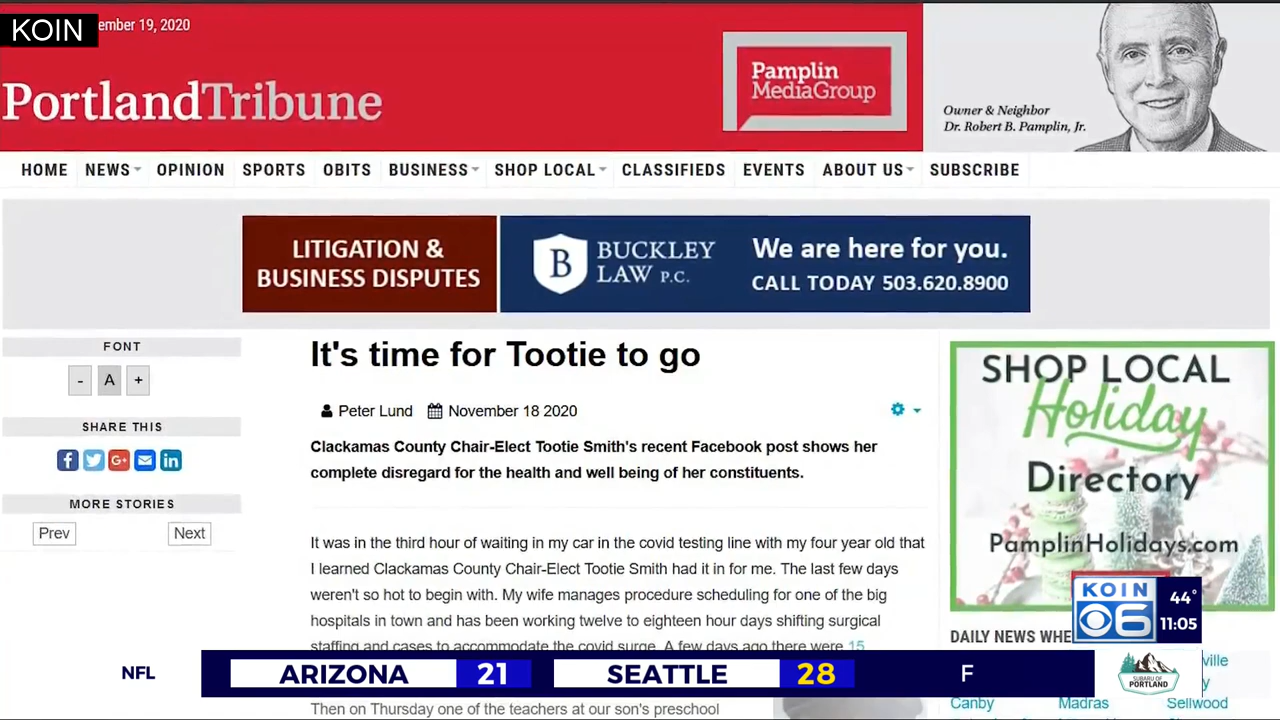 KOIN
ember 19, 2020
PortlandTribune
Pamplin
MediaGroup
Owner & Neighbor
Dr. Robert B. Pamplin, Jr.
HOME NEWS OPINION SPORTS OBITS BUSINESS SHOP LOCAL CLASSIFIEDS EVENTS ABOUT US SUBSCRIBE
LITIGATION &
BUSINESS DISPUTES
B
BUCKLEY
LAW P.C.
We are here for you.
CALL TODAY 503.620.8900
FONT
- A +
SHARE THIS
MORE STORIES
Prev Next
It's time for Tootie to go
Peter Lund November 18 2020
Clackamas County Chair-Elect Tootie Smith's recent Facebook post shows her
complete disregard for the health and well being of her constituents.
It was in the third hour of waiting in my car in the covid testing line with my four year old that
I learned Clackamas County Chair-Elect Tootie Smith had it in for me. The last few days
weren't so hot to begin with. My wife manages procedure scheduling for one of the big
hospitals in town and has been working twelve to eighteen hour days shifting surgical
staffing and cases to accommodate the covid surge. A few days ago there were 15
Then on Thursday one of the teachers at our son's preschool
SHOP LOCAL
Holiday
Directory
PamplinHolidays.com
DAILY NEWS WHE
ville
y
Canby Madras Sellwood
KOIN
6
44°
11:05
NFL ARIZONA 21 SEATTLE 28 F
SUBARU OF
PORTLAND